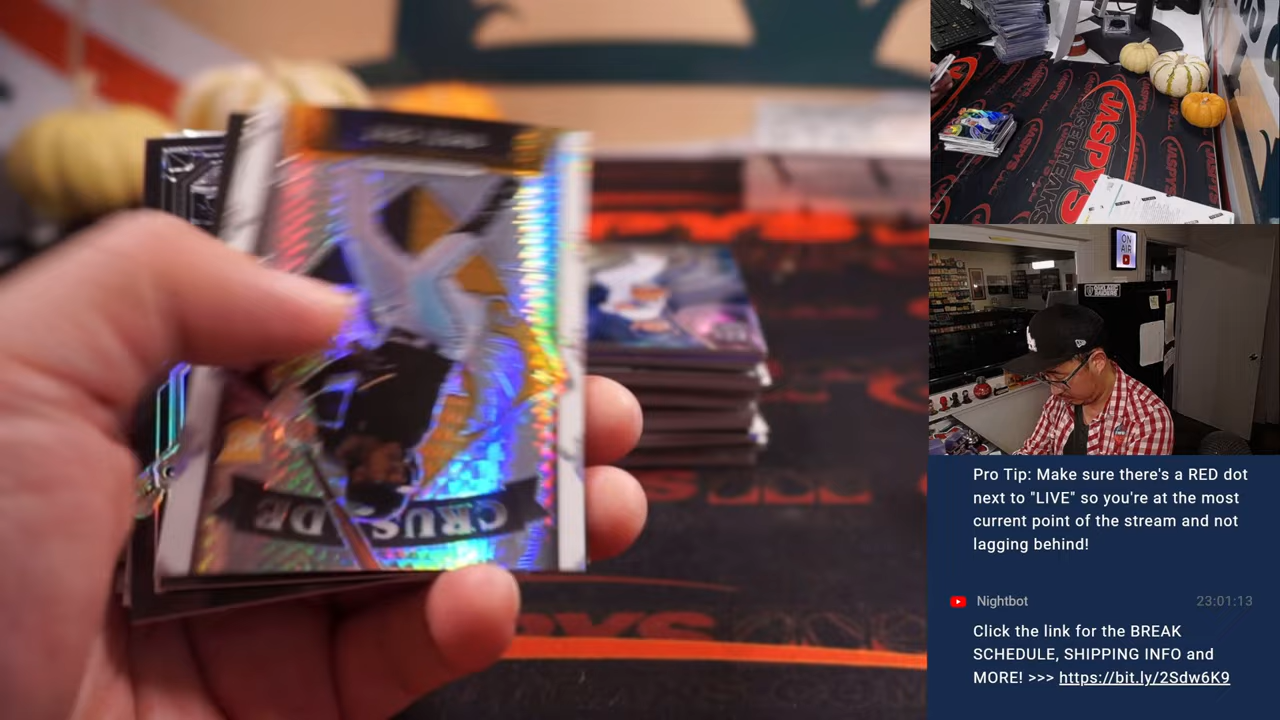 CRUSADE
JASPYS
CASEBREAKS
ON
AIR
Pro Tip: Make sure there's a RED dot
next to "LIVE" so you're at the most
current point of the stream and not
lagging behind!
Nightbot
23:01:13
Click the link for the BREAK
SCHEDULE, SHIPPING INFO and
MORE! >>> https://bit.ly/2Sdw6K9